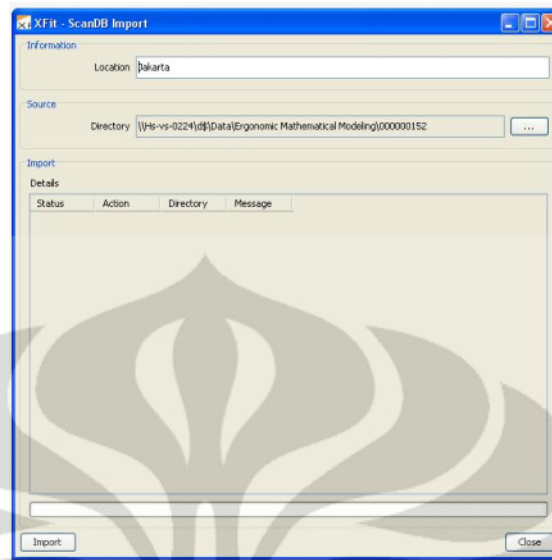 XFit - ScanDB Import
Information
Location Jakarta
Source
Directory \\Hs-vs-0224\d$\Data\Ergonomic Mathematical Modeling\000000152 ...
Import
Details
Status Action Directory Message
Import Close